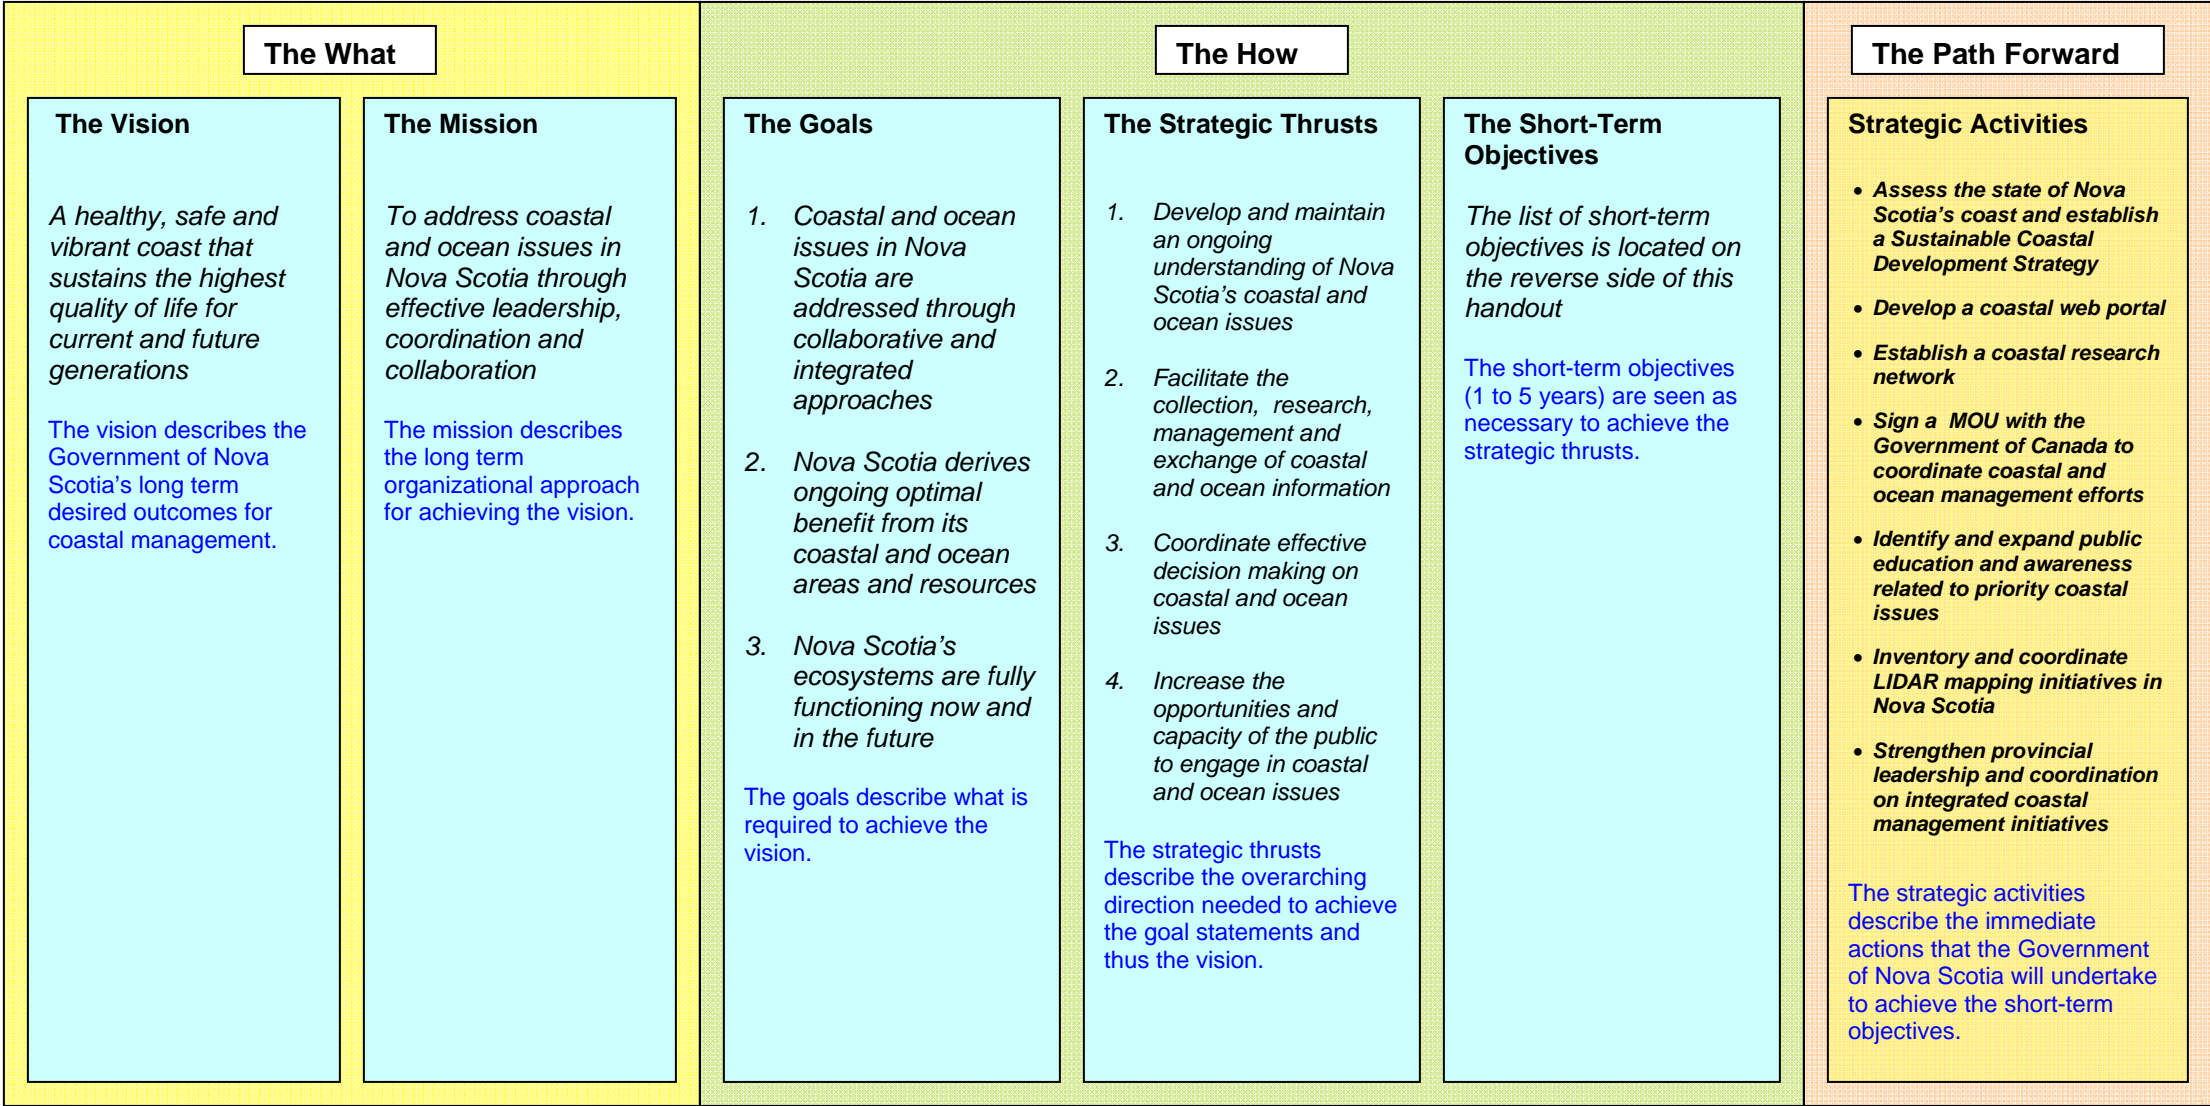 The What
The Vision
A healthy, safe and
vibrant coast that
sustains the highest
quality of life for
current and future
generations
The vision describes the
Government of Nova
Scotia’s long term
desired outcomes for
coastal management.
The Mission
To address coastal
and ocean issues in
Nova Scotia through
effective leadership,
coordination and
collaboration
The mission describes
the long term
organizational approach
for achieving the vision.
The How
The Goals
1. Coastal and ocean
issues in Nova
Scotia are
addressed through
collaborative and
integrated
approaches
2. Nova Scotia derives
ongoing optimal
benefit from its
coastal and ocean
areas and resources
3. Nova Scotia’s
ecosystems are fully
functioning now and
in the future
The goals describe what is
required to achieve the
vision.
The Strategic Thrusts
1. Develop and maintain
an ongoing
understanding of Nova
Scotia’s coastal and
ocean issues
2. Facilitate the
collection, research,
management and
exchange of coastal
and ocean information
3. Coordinate effective
decision making on
coastal and ocean
issues
4. Increase the
opportunities and
capacity of the public
to engage in coastal
and ocean issues
The strategic thrusts
describe the overarching
direction needed to achieve
the goal statements and
thus the vision.
The Short-Term
Objectives
The list of short-term
objectives is located on
the reverse side of this
handout
The short-term objectives
(1 to 5 years) are seen as
necessary to achieve the
strategic thrusts.
The Path Forward
Strategic Activities
• Assess the state of Nova
Scotia’s coast and establish
a Sustainable Coastal
Development Strategy
• Develop a coastal web portal
• Establish a coastal research
network
• Sign a MOU with the
Government of Canada to
coordinate coastal and
ocean management efforts
• Identify and expand public
education and awareness
related to priority coastal
issues
• Inventory and coordinate
LIDAR mapping initiatives in
Nova Scotia
• Strengthen provincial
leadership and coordination
on integrated coastal
management initiatives
The strategic activities
describe the immediate
actions that the Government
of Nova Scotia will undertake
to achieve the short-term
objectives.